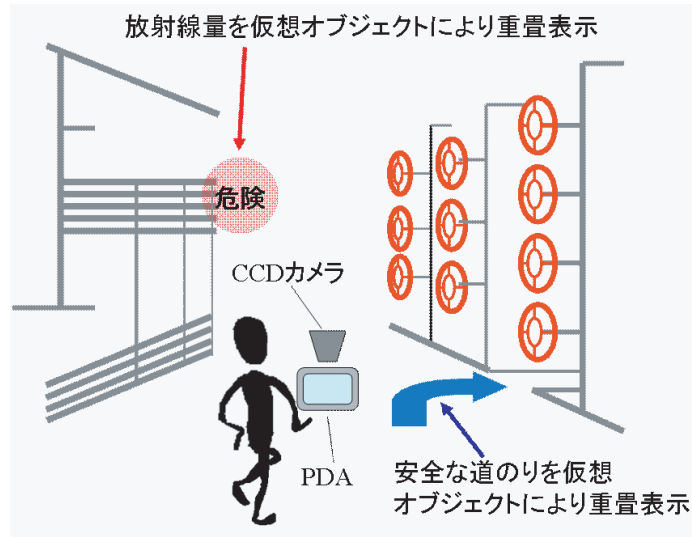 放射線量を仮想オブジェクトにより重畳表示
危険
CCDカメラ
PDA
安全な道のりを仮想
オブジェクトにより重畳表示